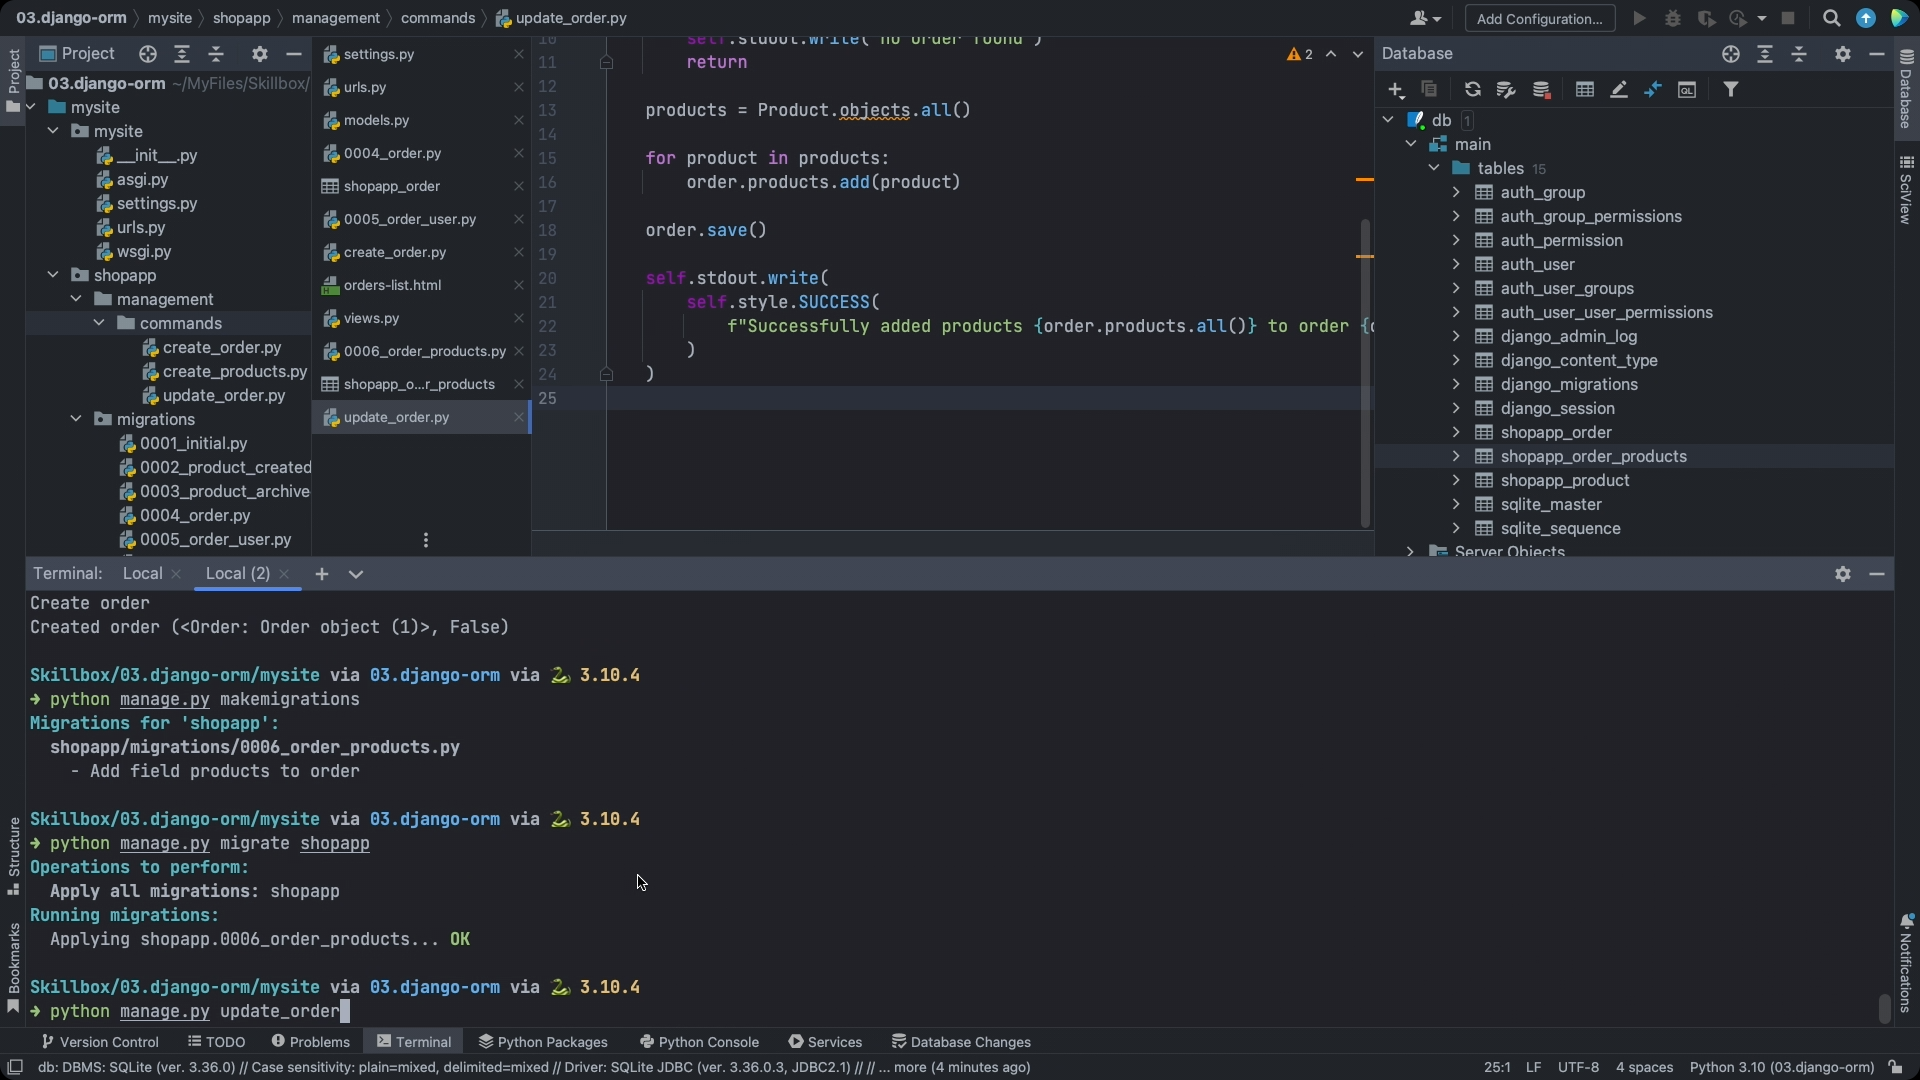 03.django-orm mysite shopapp management commands update_order.py
Add Configuration...
Project
Project
03.django-orm ~/MyFiles/Skillbox/
mysite
mysite
__init__.py
asgi.py
settings.py
urls.py
wsgi.py
shopapp
management
commands
create_order.py
create_products.py
update_order.py
migrations
0001_initial.py
0002_product_created
0003_product_archive
0004_order.py
0005_order_user.py
settings.py
urls.py
models.py
0004_order.py
shopapp_order
0005_order_user.py
create_order.py
orders-list.html
views.py
0006_order_products.py
shopapp_o...r_products
update_order.py
10 self.stdout.write("no order found")
11 return
12
13 products = Product.objects.all()
14
15 for product in products:
16 order.products.add(product)
17
18 order.save()
19
20 self.stdout.write(
21 self.style.SUCCESS(
22 f"Successfully added products {order.products.all()} to order {o
23 )
24 )
25
2
Database
db 1
main
tables 15
auth_group
auth_group_permissions
auth_permission
auth_user
auth_user_groups
auth_user_user_permissions
django_admin_log
django_content_type
django_migrations
django_session
shopapp_order
shopapp_order_products
shopapp_product
sqlite_master
sqlite_sequence
Server Objects
Database
SciView
Notifications
Structure
Bookmarks
Terminal: Local Local (2)
Create order
Created order (<Order: Order object (1)>, False)
Skillbox/03.django-orm/mysite via 03.django-orm via 🐍 3.10.4
→ python manage.py makemigrations
Migrations for 'shopapp':
shopapp/migrations/0006_order_products.py
- Add field products to order
Skillbox/03.django-orm/mysite via 03.django-orm via 🐍 3.10.4
→ python manage.py migrate shopapp
Operations to perform:
Apply all migrations: shopapp
Running migrations:
Applying shopapp.0006_order_products... OK
Skillbox/03.django-orm/mysite via 03.django-orm via 🐍 3.10.4
→ python manage.py update_order
Version Control TODO Problems Terminal Python Packages Python Console Services Database Changes
db: DBMS: SQLite (ver. 3.36.0) // Case sensitivity: plain=mixed, delimited=mixed // Driver: SQLite JDBC (ver. 3.36.0.3, JDBC2.1) // // ... more (4 minutes ago) 25:1 LF UTF-8 4 spaces Python 3.10 (03.django-orm)